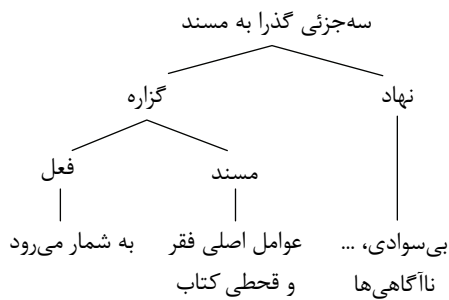 سه‌جزئی گذرا به مسند
نهاد گزاره
مسند فعل
بی‌سوادی، ... عوامل اصلی فقر به شمار می‌رود
ناآگاهی‌ها و قحطی کتاب